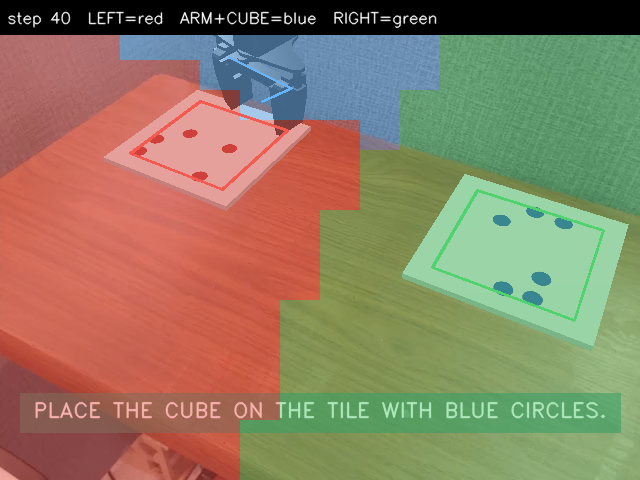 step 40 LEFT=red ARM+CUBE=blue RIGHT=green
PLACE THE CUBE ON THE TILE WITH BLUE CIRCLES.